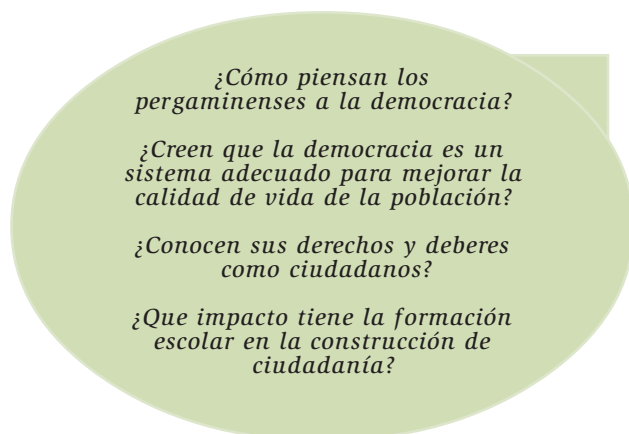 ¿Cómo piensan los
pergaminenses a la democracia?
¿Creen que la democracia es un
sistema adecuado para mejorar la
calidad de vida de la población?
¿Conocen sus derechos y deberes
como ciudadanos?
¿Que impacto tiene la formación
escolar en la construcción de
ciudadanía?